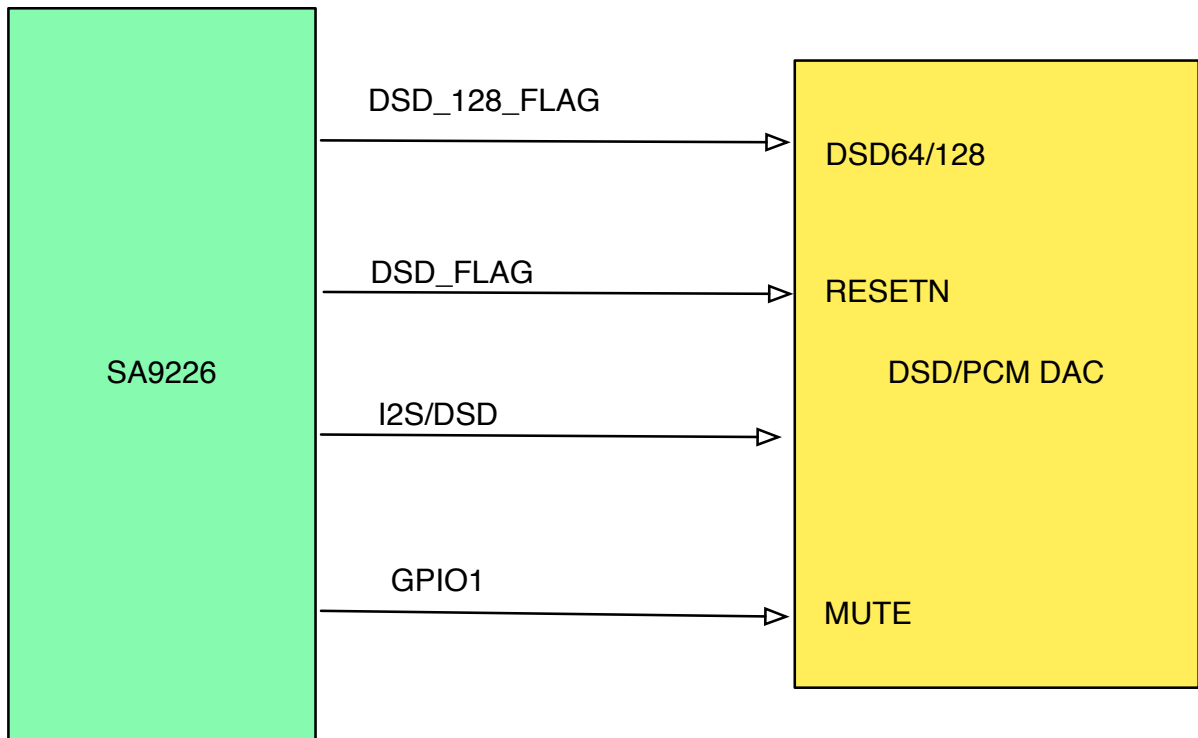 DSD_128_FLAG
DSD64/128
DSD_FLAG
RESETN
SA9226
DSD/PCM DAC
I2S/DSD
GPIO1
MUTE